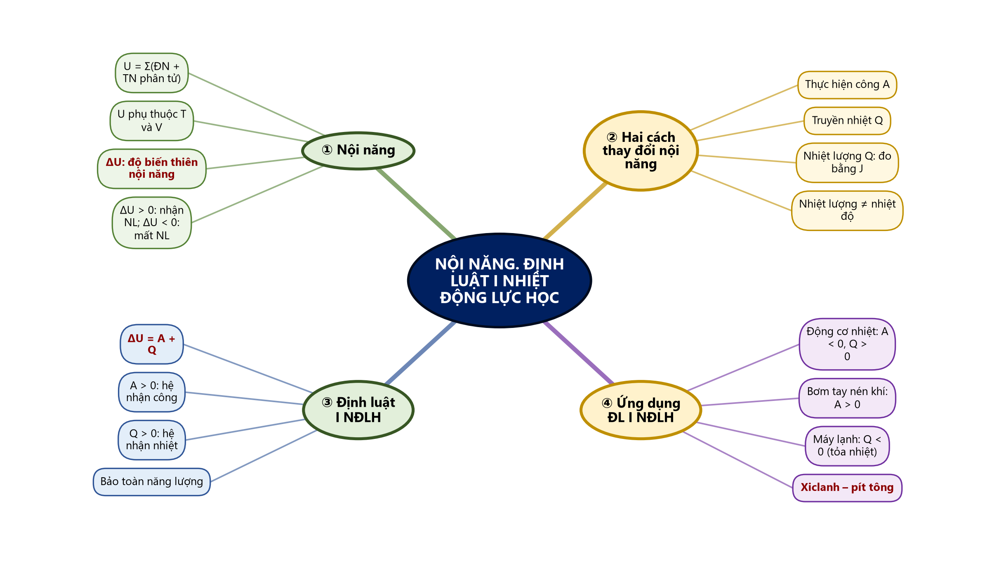 NỘI NĂNG. ĐỊNH
LUẬT I NHIỆT
ĐỘNG LỰC HỌC
① Nội năng
U = Σ(ĐN +
TN phân tử)
U phụ thuộc T
và V
ΔU: độ biến thiên
nội năng
ΔU > 0: nhận
NL; ΔU < 0:
mất NL
② Hai cách
thay đổi nội
năng
Thực hiện công A
Truyền nhiệt Q
Nhiệt lượng Q: đo
bằng J
Nhiệt lượng ≠ nhiệt
độ
③ Định luật
I NĐLH
ΔU = A +
Q
A > 0: hệ
nhận công
Q > 0: hệ
nhận nhiệt
Bảo toàn năng lượng
④ Ứng dụng
ĐL I NĐLH
Động cơ nhiệt: A
< 0, Q >
0
Bơm tay nén khí:
A > 0
Máy lạnh: Q <
0 (tỏa nhiệt)
Xiclanh – pít tông